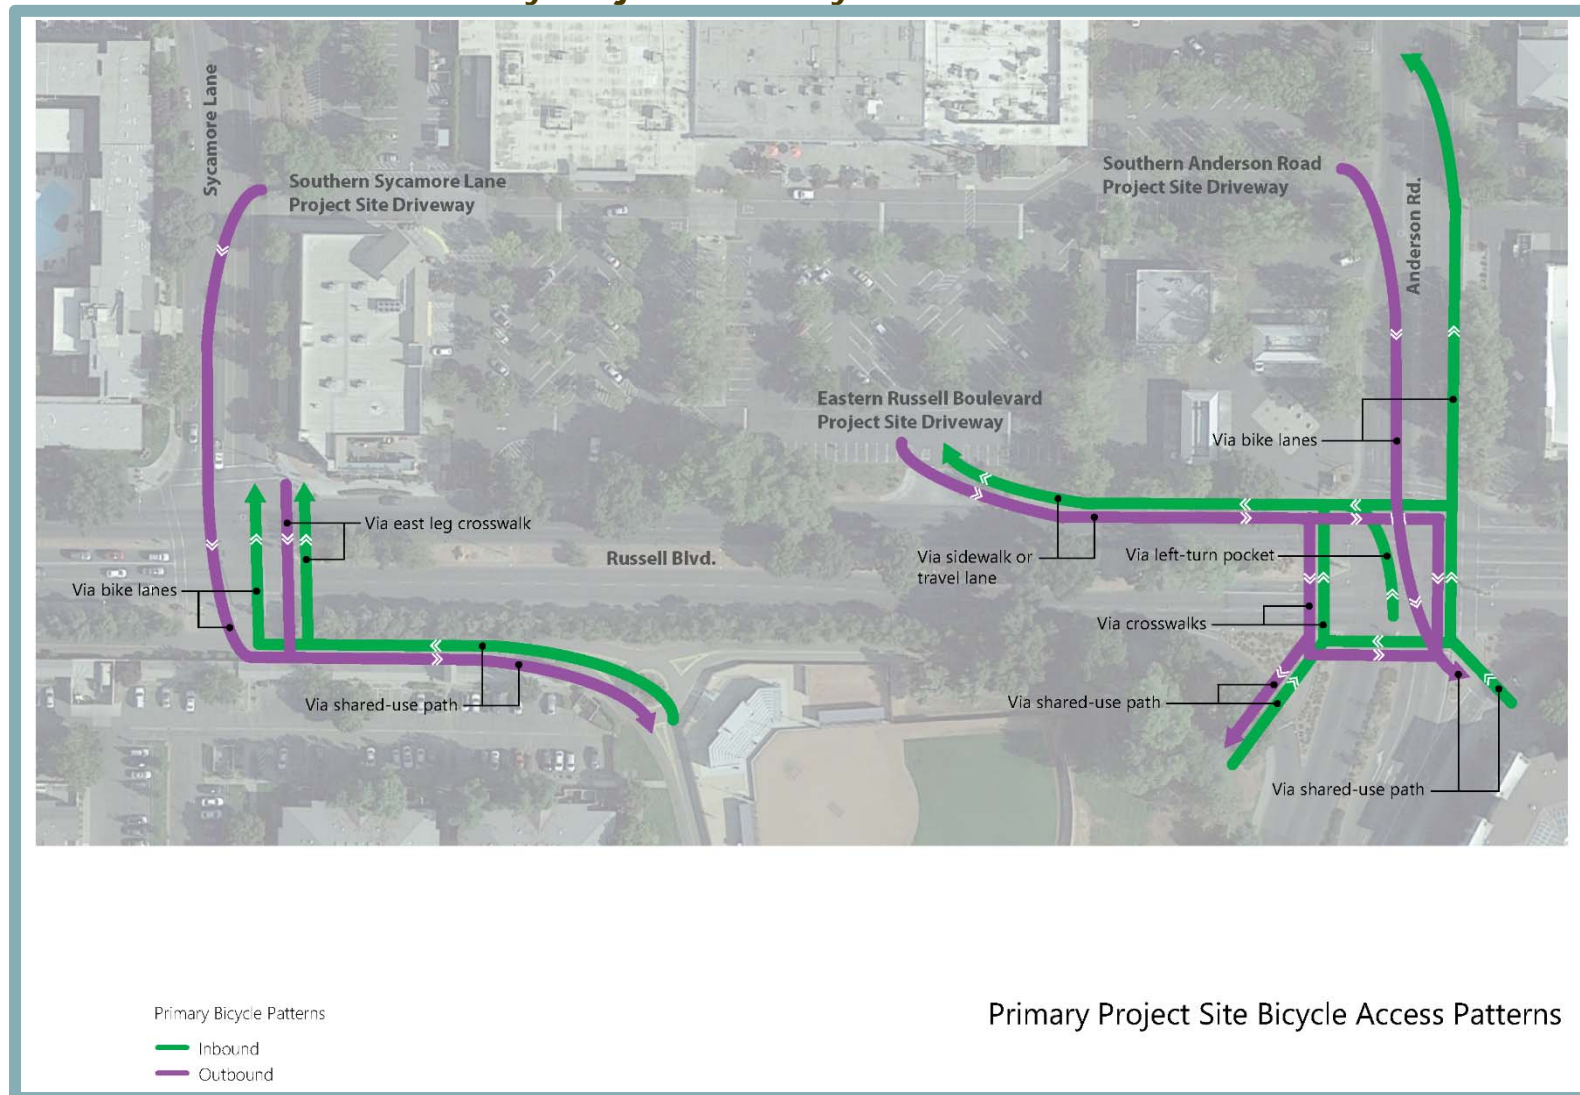 Sycamore Lane
Southern Sycamore Lane
Project Site Driveway
Southern Anderson Road
Project Site Driveway
Anderson Rd.
Eastern Russell Boulevard
Project Site Driveway
Via bike lanes
Via east leg crosswalk
Russell Blvd.
Via sidewalk or
travel lane
Via left-turn pocket
Via bike lanes
Via crosswalks
Via shared-use path
Via shared-use path
Via shared-use path
Primary Bicycle Patterns
Inbound
Outbound
Primary Project Site Bicycle Access Patterns